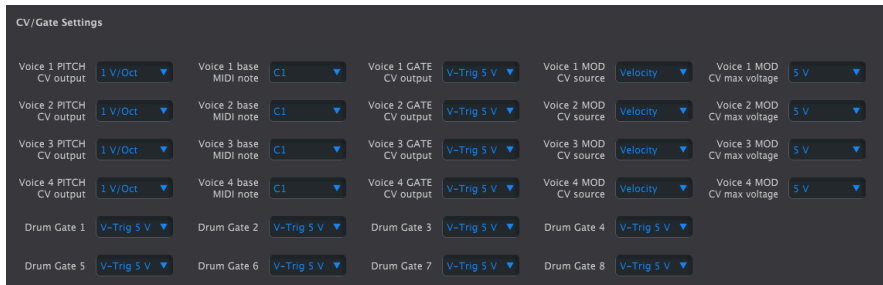 CV/Gate Settings
Voice 1 PITCH CV output 1 V/Oct Voice 1 base MIDI note C1 Voice 1 GATE CV output V-Trig 5 V Voice 1 MOD CV source Velocity Voice 1 MOD CV max voltage 5 V
Voice 2 PITCH CV output 1 V/Oct Voice 2 base MIDI note C1 Voice 2 GATE CV output V-Trig 5 V Voice 2 MOD CV source Velocity Voice 2 MOD CV max voltage 5 V
Voice 3 PITCH CV output 1 V/Oct Voice 3 base MIDI note C1 Voice 3 GATE CV output V-Trig 5 V Voice 3 MOD CV source Velocity Voice 3 MOD CV max voltage 5 V
Voice 4 PITCH CV output 1 V/Oct Voice 4 base MIDI note C1 Voice 4 GATE CV output V-Trig 5 V Voice 4 MOD CV source Velocity Voice 4 MOD CV max voltage 5 V
Drum Gate 1 V-Trig 5 V Drum Gate 2 V-Trig 5 V Drum Gate 3 V-Trig 5 V Drum Gate 4 V-Trig 5 V
Drum Gate 5 V-Trig 5 V Drum Gate 6 V-Trig 5 V Drum Gate 7 V-Trig 5 V Drum Gate 8 V-Trig 5 V